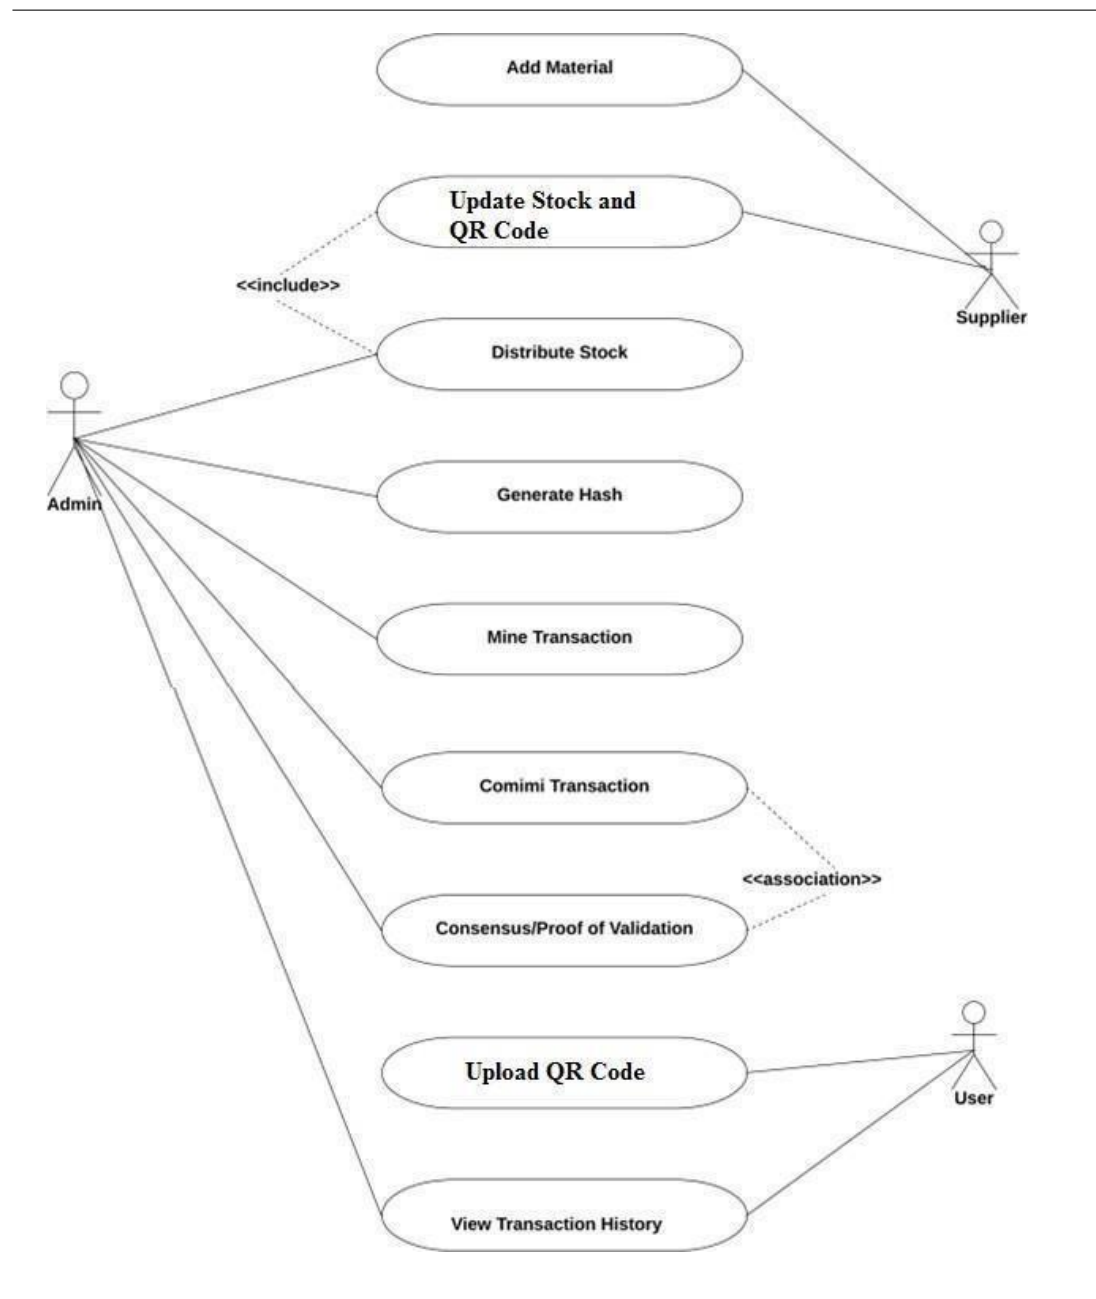 Add Material
Update Stock and
QR Code
<<include>>
Supplier
Distribute Stock
Admin
Generate Hash
Mine Transaction
Comimi Transaction
<<association>>
Consensus/Proof of Validation
Upload QR Code
User
View Transaction History